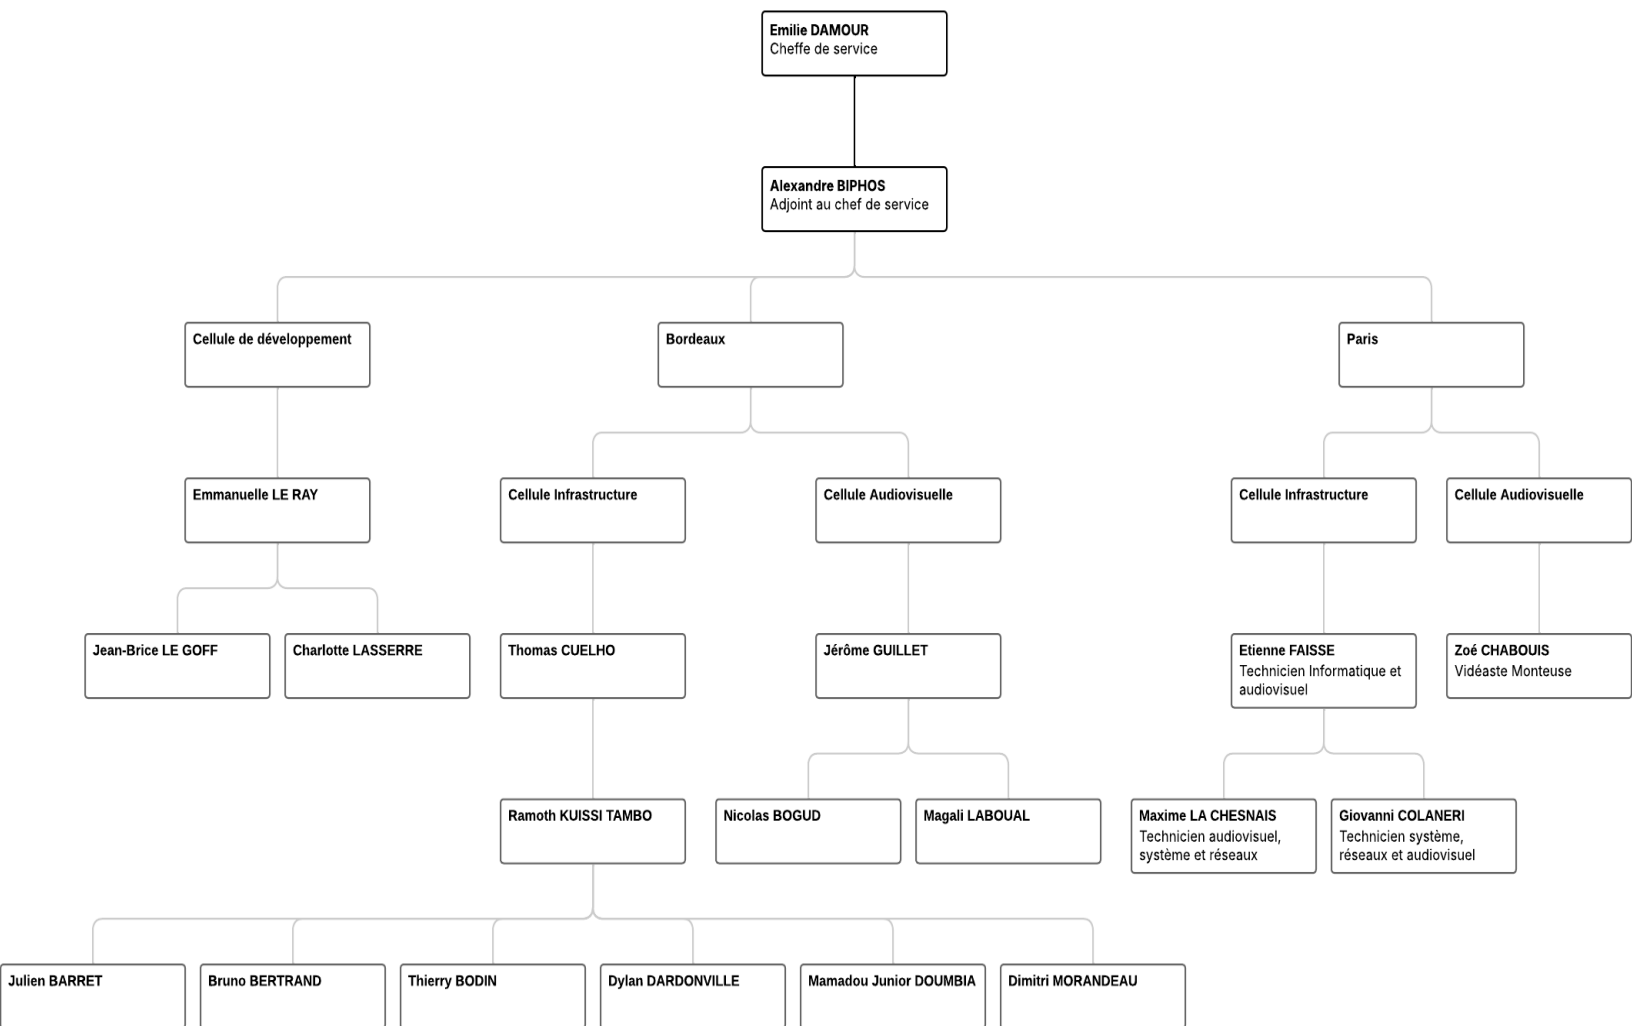 Emilie DAMOUR
Cheffe de service
Alexandre BIPHOS
Adjoint au chef de service
Cellule de développement
Bordeaux
Paris
Emmanuelle LE RAY
Cellule Infrastructure
Cellule Audiovisuelle
Cellule Infrastructure
Cellule Audiovisuelle
Jean-Brice LE GOFF
Charlotte LASSERRE
Thomas CUELHO
Jérôme GUILLET
Etienne FAISSE
Technicien Informatique et
audiovisuel
Zoé CHABOUIS
Vidéaste Monteuse
Ramoth KUISSI TAMBO
Nicolas BOGUD
Magali LABOUAL
Maxime LA CHESNAIS
Technicien audiovisuel,
système et réseaux
Giovanni COLANERI
Technicien système,
réseaux et audiovisuel
Julien BARRET
Bruno BERTRAND
Thierry BODIN
Dylan DARDONVILLE
Mamadou Junior DOUMBIA
Dimitri MORANDEAU